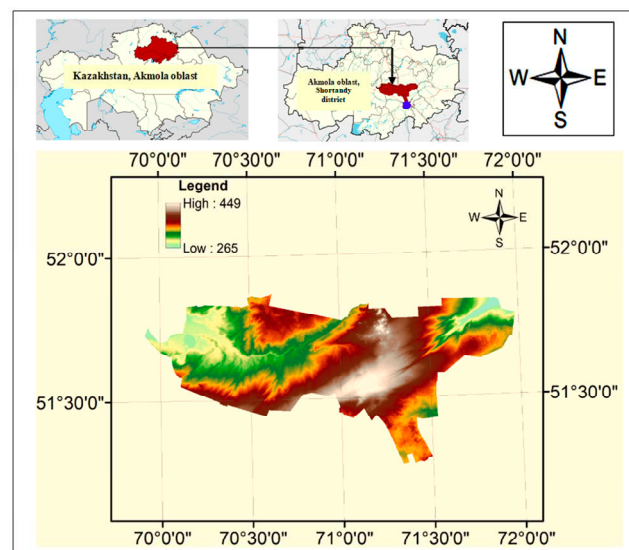 Kazakhstan, Akmola oblast
Akmola oblast,
Shortandy
district
N
W E
S
70°0'0" 70°30'0" 71°0'0" 71°30'0" 72°0'0"
Legend
High : 449
Low : 265
N
W E
S
52°0'0" 52°0'0"
51°30'0" 51°30'0"
70°0'0" 70°30'0" 71°0'0" 71°30'0" 72°0'0"